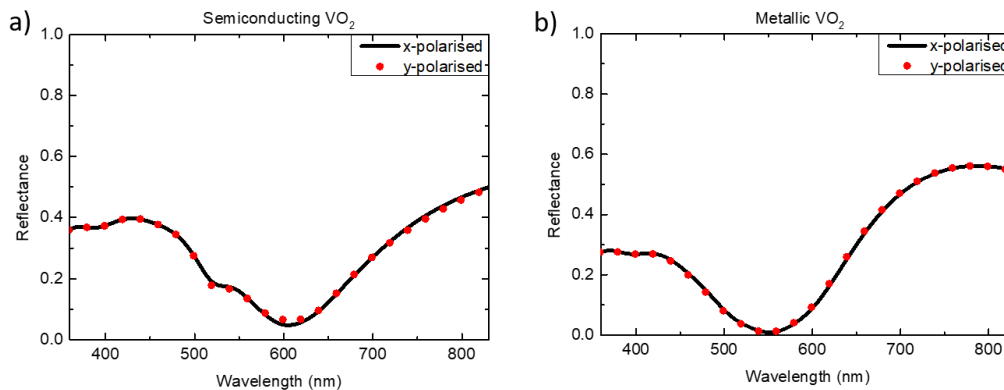 a)
Semiconducting VO₂
1.0
0.8
0.6
0.4
0.2
0.0
Reflectance
x-polarised
y-polarised
400 500 600 700 800
Wavelength (nm)
b)
Metallic VO₂
1.0
0.8
0.6
0.4
0.2
0.0
Reflectance
x-polarised
y-polarised
400 500 600 700 800
Wavelength (nm)